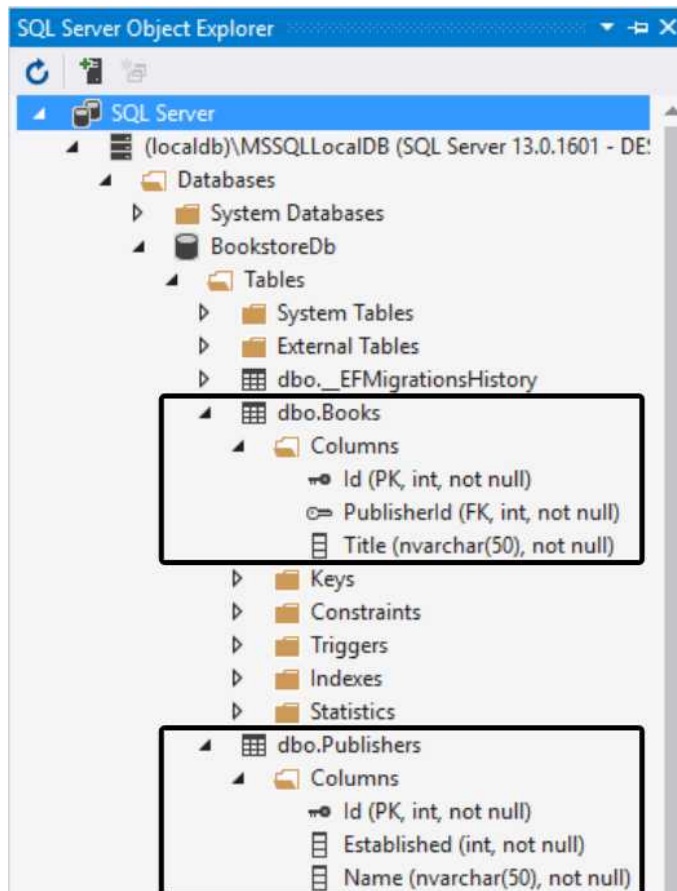 SQL Server Object Explorer
SQL Server
(localdb)\MSSQLLocalDB (SQL Server 13.0.1601 - DE
Databases
System Databases
BookstoreDb
Tables
System Tables
External Tables
dbo.__EFMigrationsHistory
dbo.Books
Columns
Id (PK, int, not null)
PublisherId (FK, int, not null)
Title (nvarchar(50), not null)
Keys
Constraints
Triggers
Indexes
Statistics
dbo.Publishers
Columns
Id (PK, int, not null)
Established (int, not null)
Name (nvarchar(50), not null)